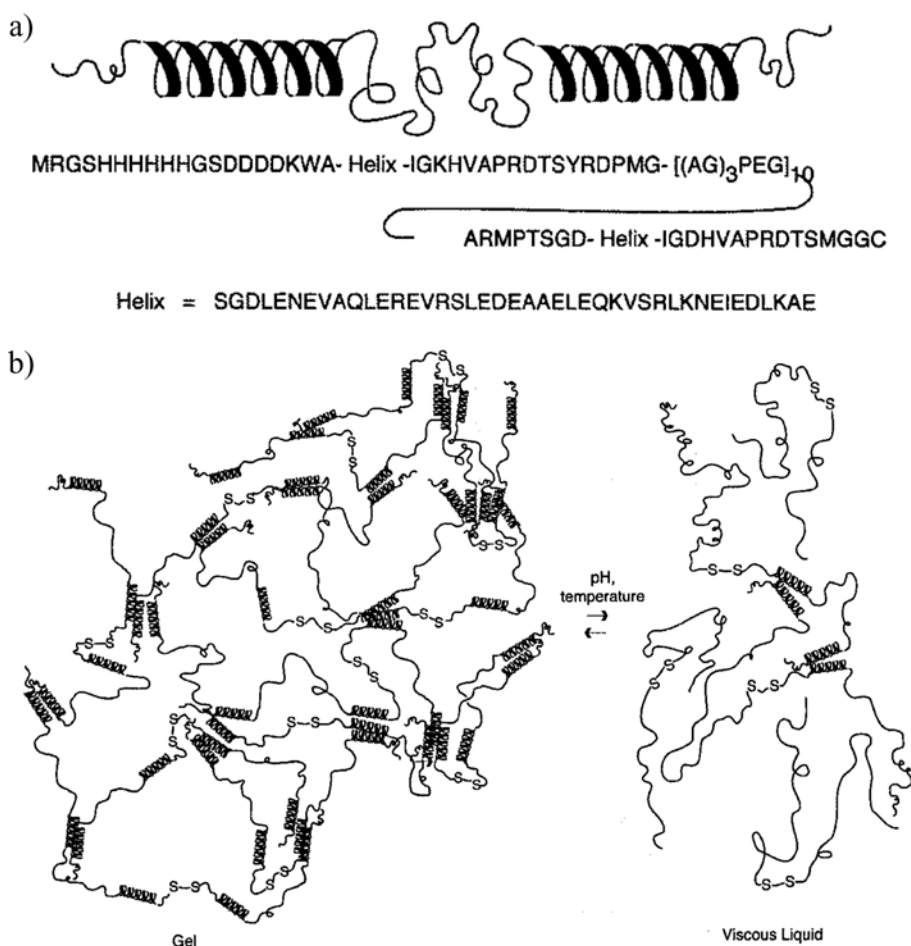 a)
MRGSHHHHHHGSDDDDKWA- Helix -IGKHVAPRDTSYRDPMG- [(AG)3PEG]10
ARMPTSGD- Helix -IGDHVAPRDTSMGGC
Helix = SGDLENEVAQLEREVRSLEDEAAELEQKVSRLKNEIEDLKAE
b)
S
S
S
S
S-S
S-S
S-S
S-S
S-S
S
S
S-S
S-S
S
S
S-S
S-S
S-S
Gel
pH,
temperature
S
S
S-S
S
S
S-S
S-S
Viscous Liquid